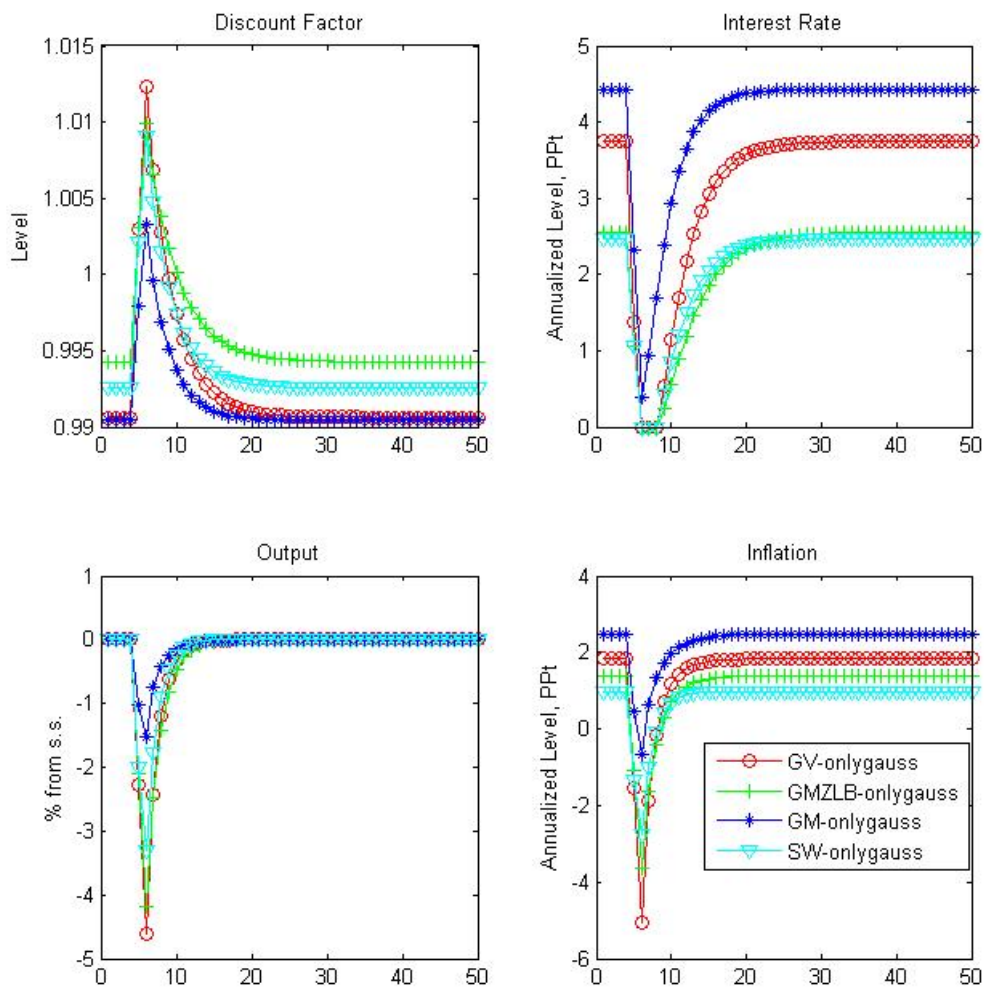 Discount Factor
Level
1.015
1.01
1.005
1
0.995
0.99
0 10 20 30 40 50
Interest Rate
Annualized Level, PPt
5
4
3
2
1
0
0 10 20 30 40 50
Output
% from s.s.
1
0
-1
-2
-3
-4
-5
0 10 20 30 40 50
Inflation
Annualized Level, PPt
4
2
0
-2
-4
-6
0 10 20 30 40 50
GV-onlygauss
GMZLB-onlygauss
GM-onlygauss
SW-onlygauss